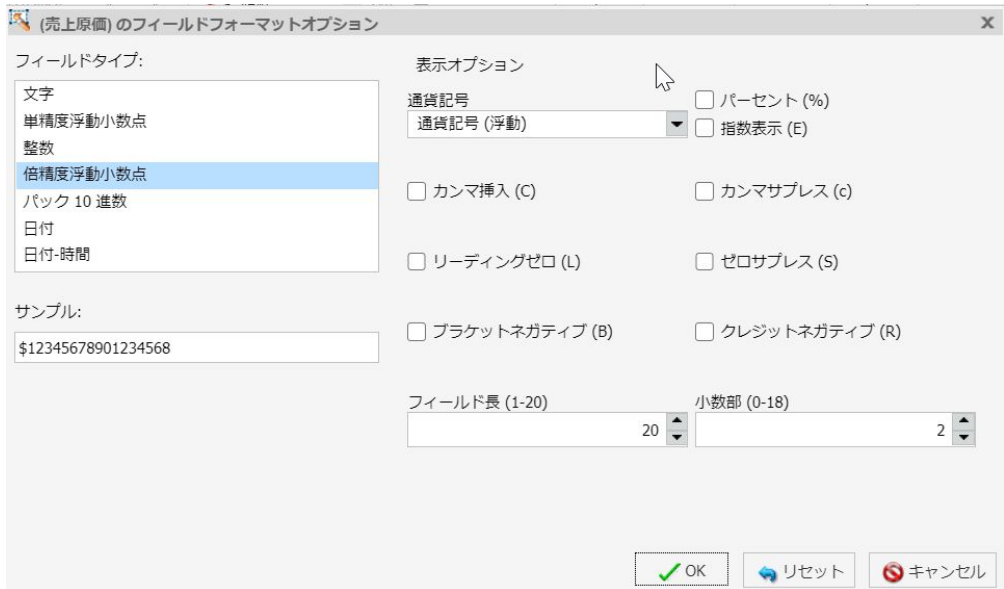 (売上原価) のフィールドフォーマットオプション
x
フィールドタイプ:
文字
単精度浮動小数点
整数
倍精度浮動小数点
パック 10 進数
日付
日付-時間
サンプル:
$12345678901234568
表示オプション
通貨記号
通貨記号 (浮動)
パーセント (%)
指数表示 (E)
カンマ挿入 (C)
カンマサプレス (c)
リーディングゼロ (L)
ゼロサプレス (S)
ブラケットネガティブ (B)
クレジットネガティブ (R)
フィールド長 (1-20)
小数部 (0-18)
20
2
OK
リセット
キャンセル